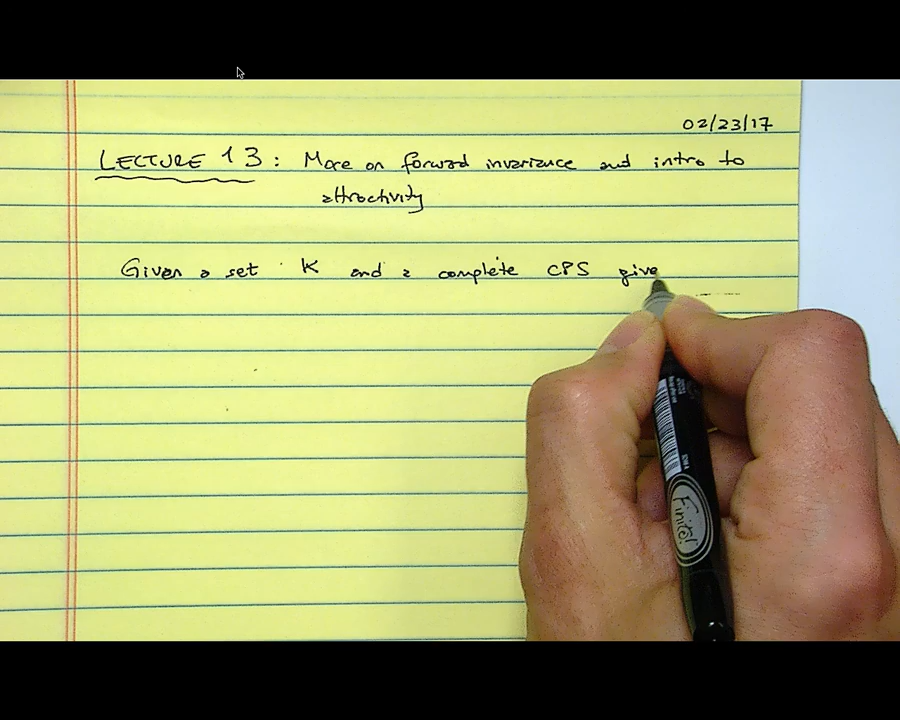 02/23/17
LECTURE 13: More on forward invariance and intro to
attractivity
Given a set K and a complete CPS give
Finito!